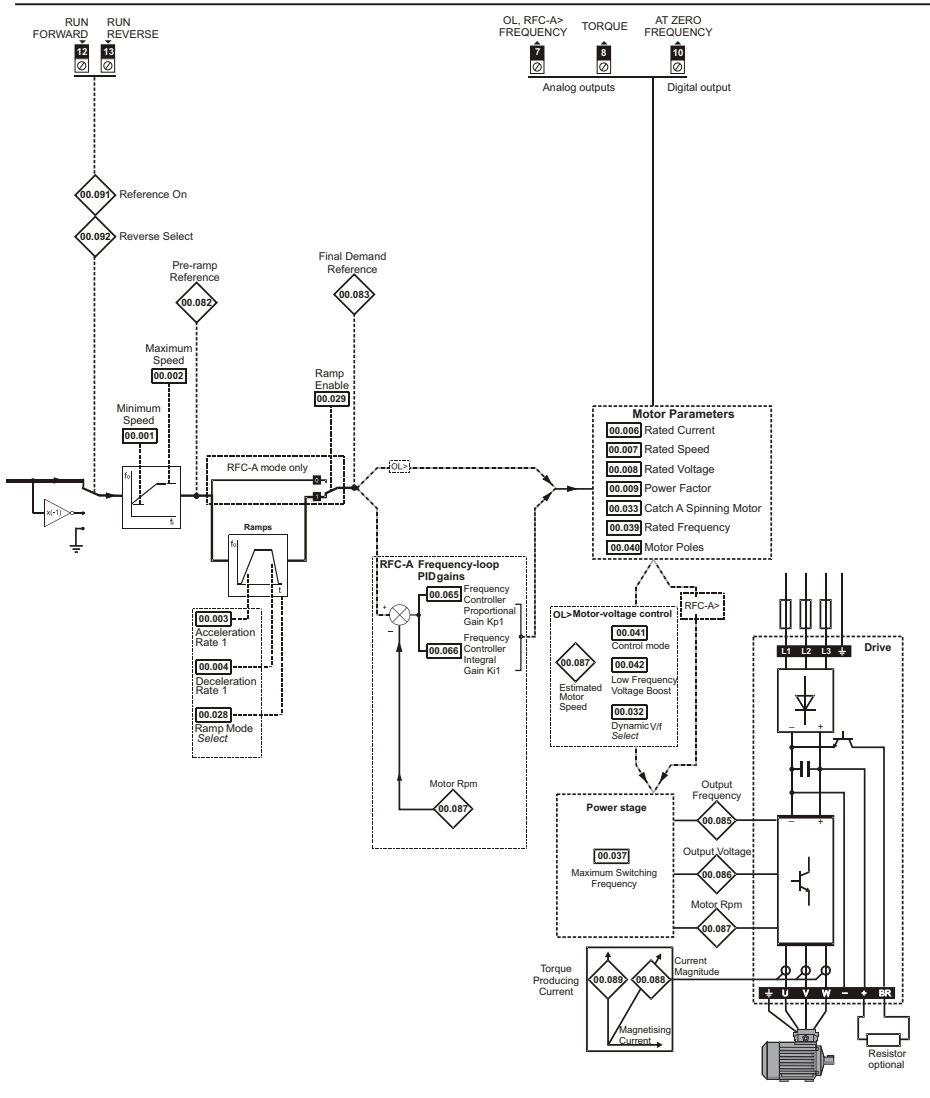 RUN FORWARD
RUN REVERSE
12
13
OL, RFC-A> FREQUENCY
TORQUE
AT ZERO FREQUENCY
7
8
10
Analog outputs
Digital output
00.091
Reference On
00.092
Reverse Select
Pre-ramp
Reference
00.082
Final Demand
Reference
00.083
Maximum
Speed
00.002
Minimum
Speed
00.001
Ramp
Enable
00.029
RFC-A mode only
0
1
OL>
x(-1)
Ramps
t
00.003
Acceleration
Rate 1
00.004
Deceleration
Rate 1
00.028
Ramp Mode
Select
RFC-A Frequency-loop
PID gains
+
−
00.065
Frequency
Controller
Proportional
Gain Kp1
00.066
Frequency
Controller
Integral
Gain Ki1
Motor Rpm
00.087
Motor Parameters
00.006 Rated Current
00.007 Rated Speed
00.008 Rated Voltage
00.009 Power Factor
00.033 Catch A Spinning Motor
00.039 Rated Frequency
00.040 Motor Poles
OL> Motor-voltage control
00.041
Control mode
00.042
Low Frequency
Voltage Boost
00.032
Dynamic V/f
Select
00.087
Estimated
Motor
Speed
RFC-A>
Power stage
00.037
Maximum Switching
Frequency
Output
Frequency
00.085
Output Voltage
00.086
Motor Rpm
00.087
L1 L2 L3
Drive
− +
− +
Torque
Producing
Current
00.089
00.088
Current
Magnitude
Magnetising
Current
U V W − + BR
Resistor
optional